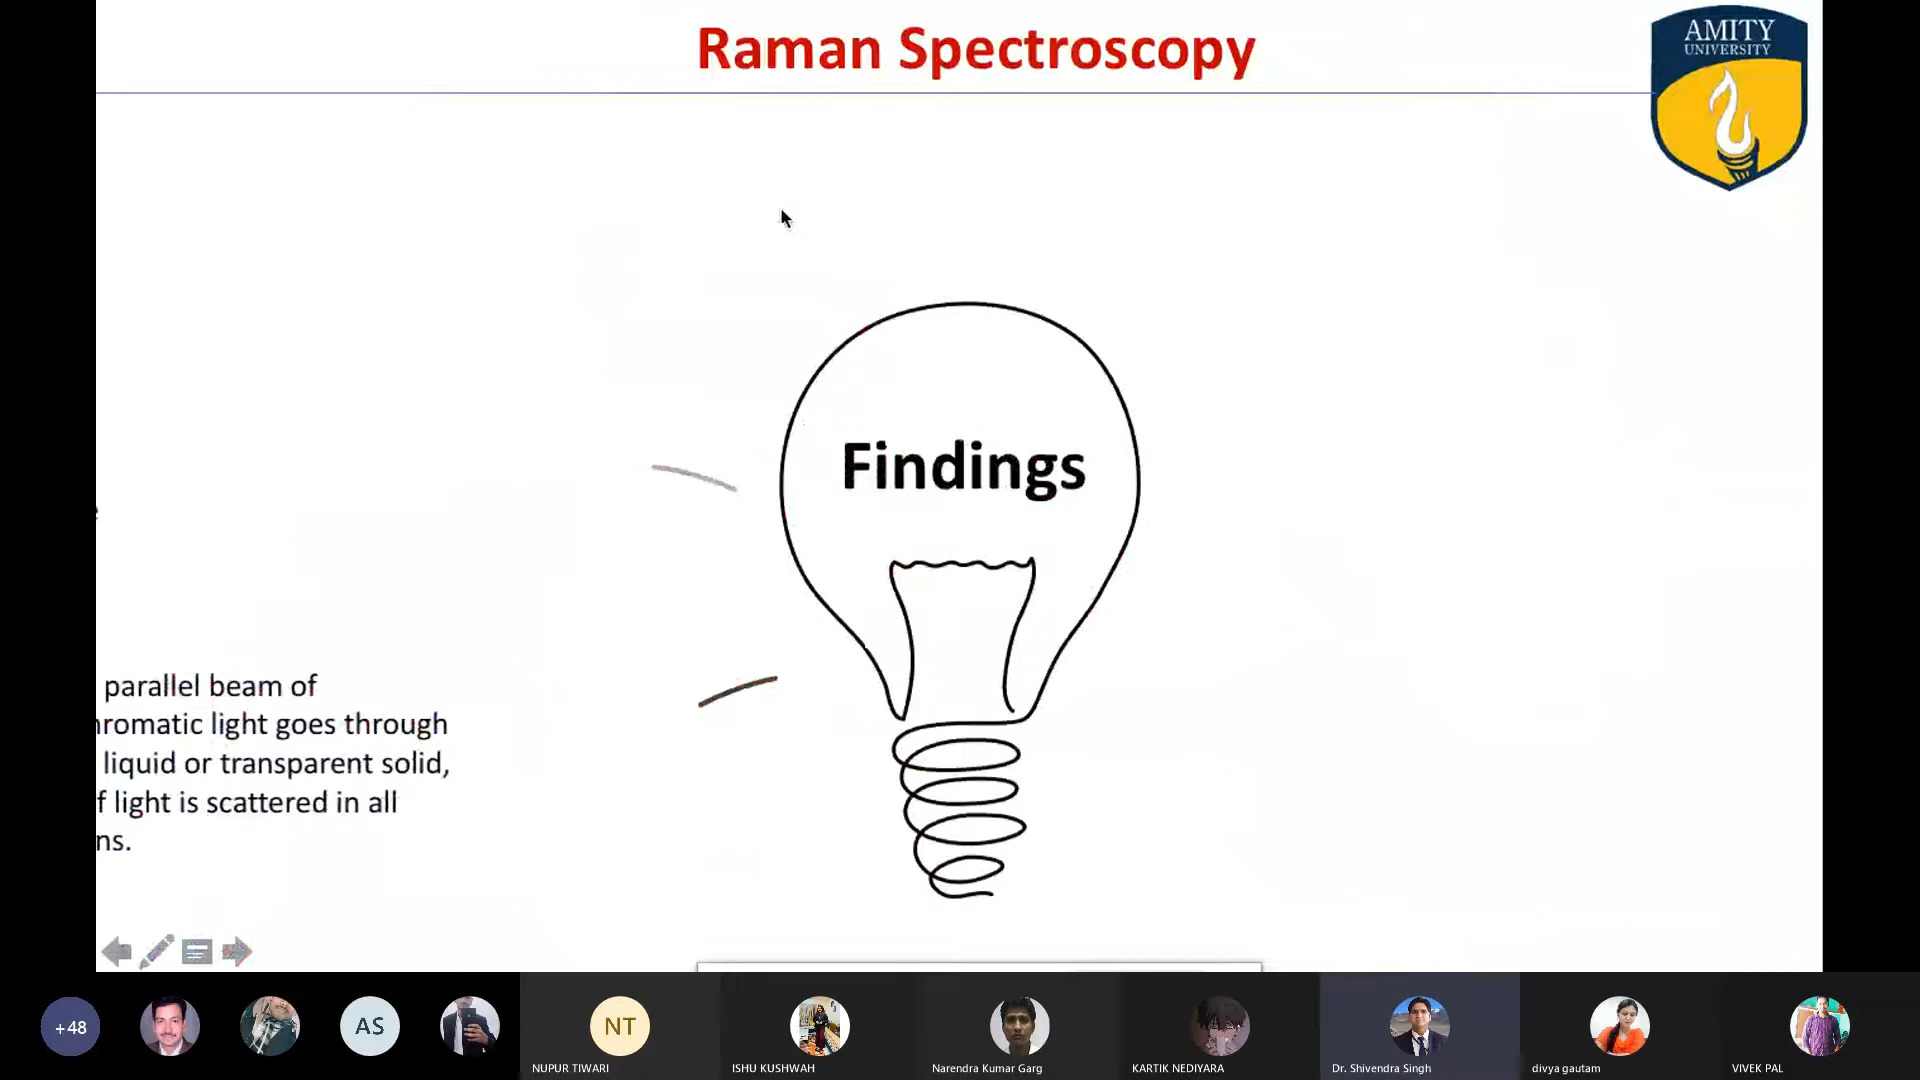 Raman Spectroscopy
AMITY
UNIVERSITY
Findings
parallel beam of
hromatic light goes through
liquid or transparent solid,
f light is scattered in all
ns.
+48
AS
NT
NUPUR TIWARI
ISHU KUSHWAH
Narendra Kumar Garg
KARTIK NEDIYARA
Dr. Shivendra Singh
divya gautam
VIVEK PAL